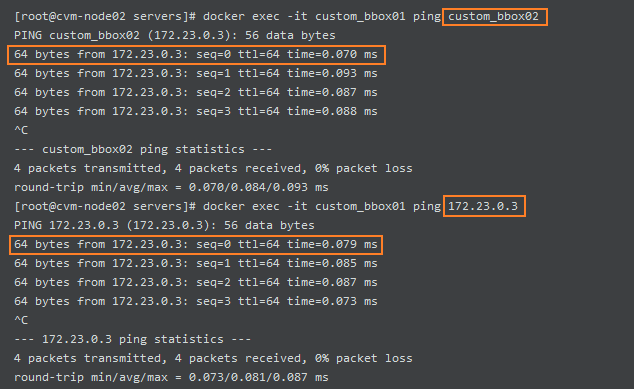 [root@cvm-node02 servers]# docker exec -it custom_bbox01 ping custom_bbox02
PING custom_bbox02 (172.23.0.3): 56 data bytes
64 bytes from 172.23.0.3: seq=0 ttl=64 time=0.070 ms
64 bytes from 172.23.0.3: seq=1 ttl=64 time=0.093 ms
64 bytes from 172.23.0.3: seq=2 ttl=64 time=0.087 ms
64 bytes from 172.23.0.3: seq=3 ttl=64 time=0.088 ms
^C
--- custom_bbox02 ping statistics ---
4 packets transmitted, 4 packets received, 0% packet loss
round-trip min/avg/max = 0.070/0.084/0.093 ms
[root@cvm-node02 servers]# docker exec -it custom_bbox01 ping 172.23.0.3
PING 172.23.0.3 (172.23.0.3): 56 data bytes
64 bytes from 172.23.0.3: seq=0 ttl=64 time=0.079 ms
64 bytes from 172.23.0.3: seq=1 ttl=64 time=0.085 ms
64 bytes from 172.23.0.3: seq=2 ttl=64 time=0.087 ms
64 bytes from 172.23.0.3: seq=3 ttl=64 time=0.073 ms
^C
--- 172.23.0.3 ping statistics ---
4 packets transmitted, 4 packets received, 0% packet loss
round-trip min/avg/max = 0.073/0.081/0.087 ms